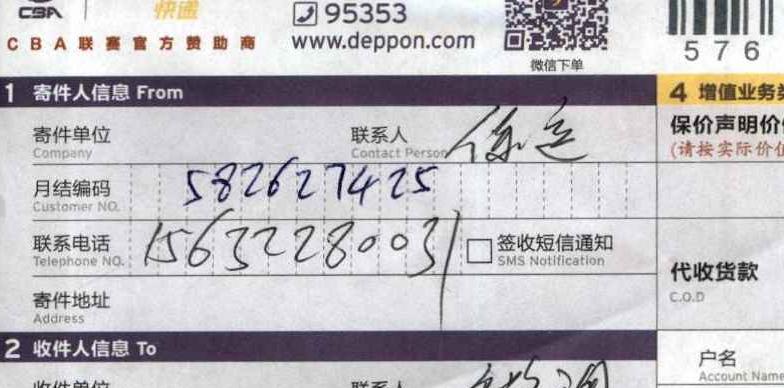 CBA 快递 95353
CBA联赛官方赞助商 www.deppon.com
微信下单 576
1 寄件人信息 From 4 增值业务
寄件单位 联系人 保价声明价
Company Contact Person (请按实际价
月结编码 582627425
Customer NO.
联系电话 15632280031 签收短信通知
Telephone NO. SMS Notification
代收货款
寄件地址 C.O.D
Address
2 收件人信息 To
户名
收件单位 联系人 Account Name